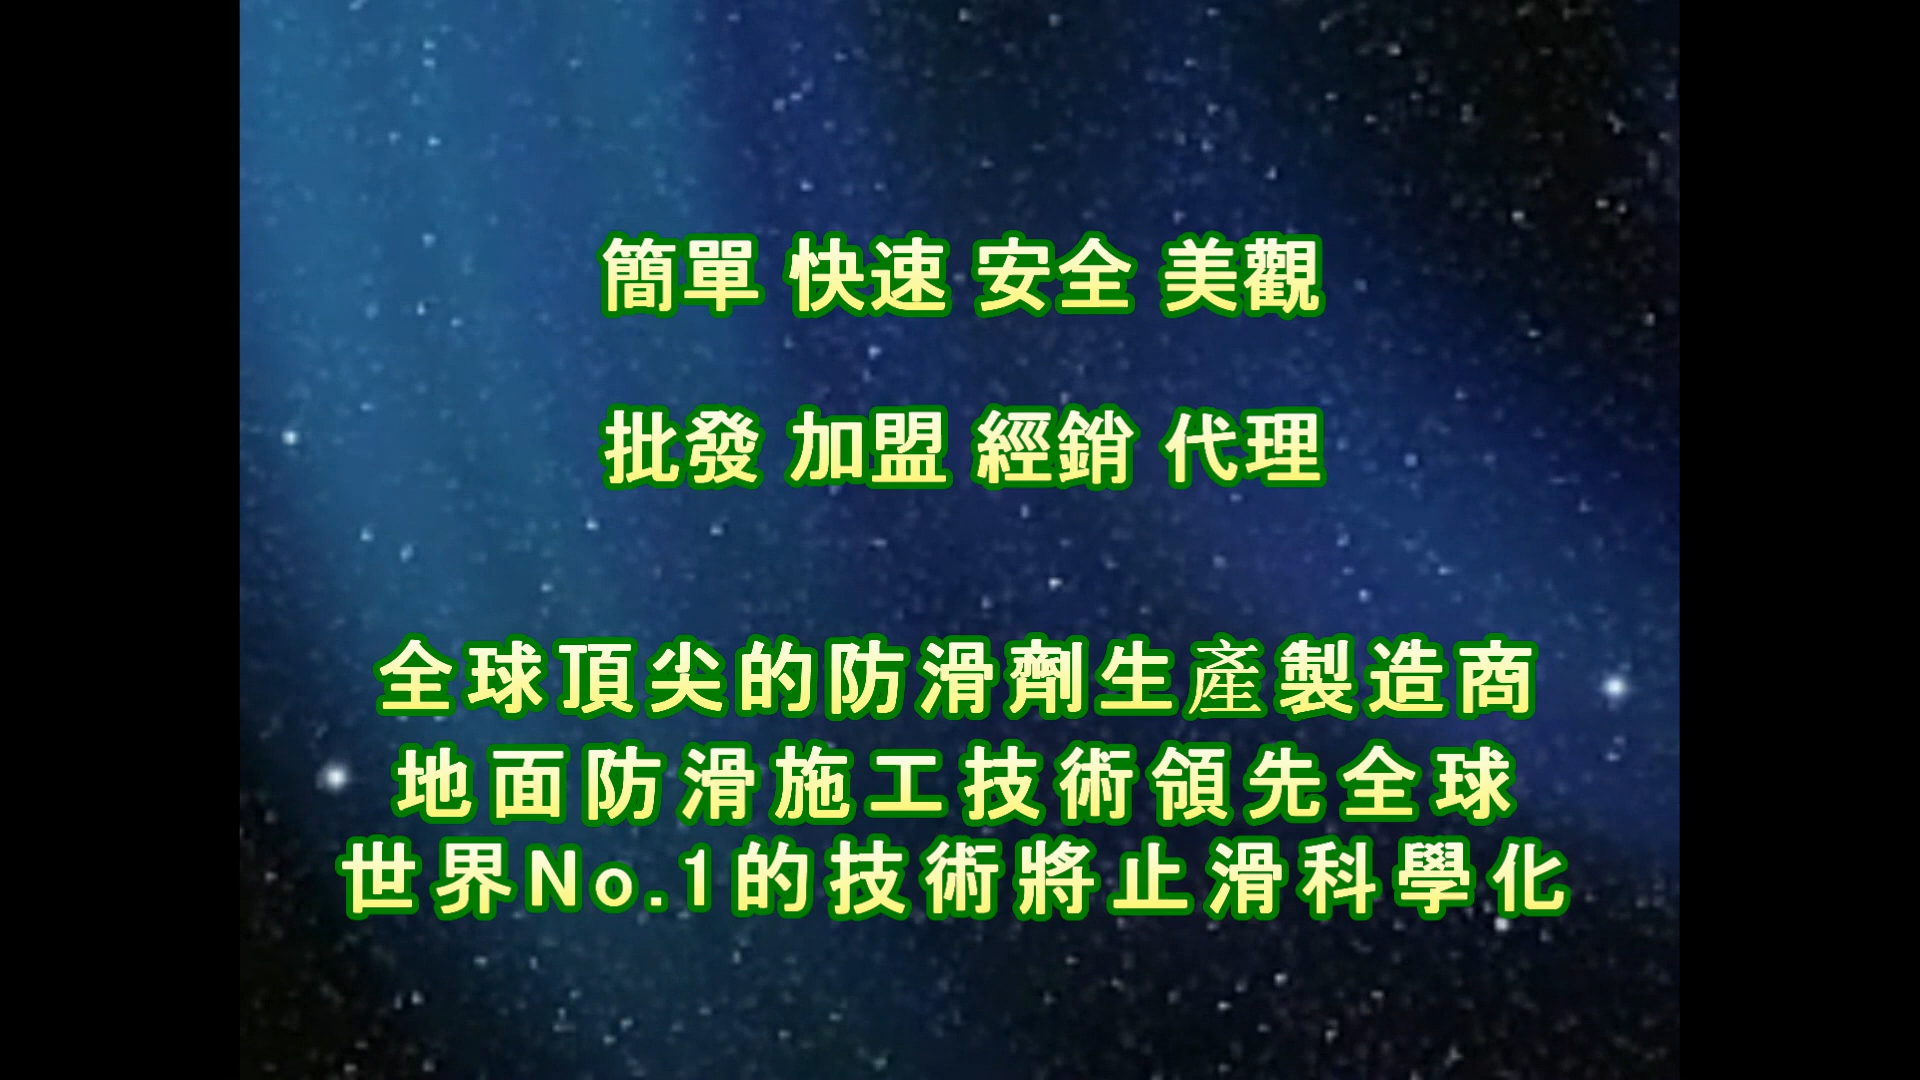 簡單 快速 安全 美觀
批發 加盟 經銷 代理
全球頂尖的防滑劑生產製造商
地面防滑施工技術領先全球
世界No.1的技術將止滑科學化